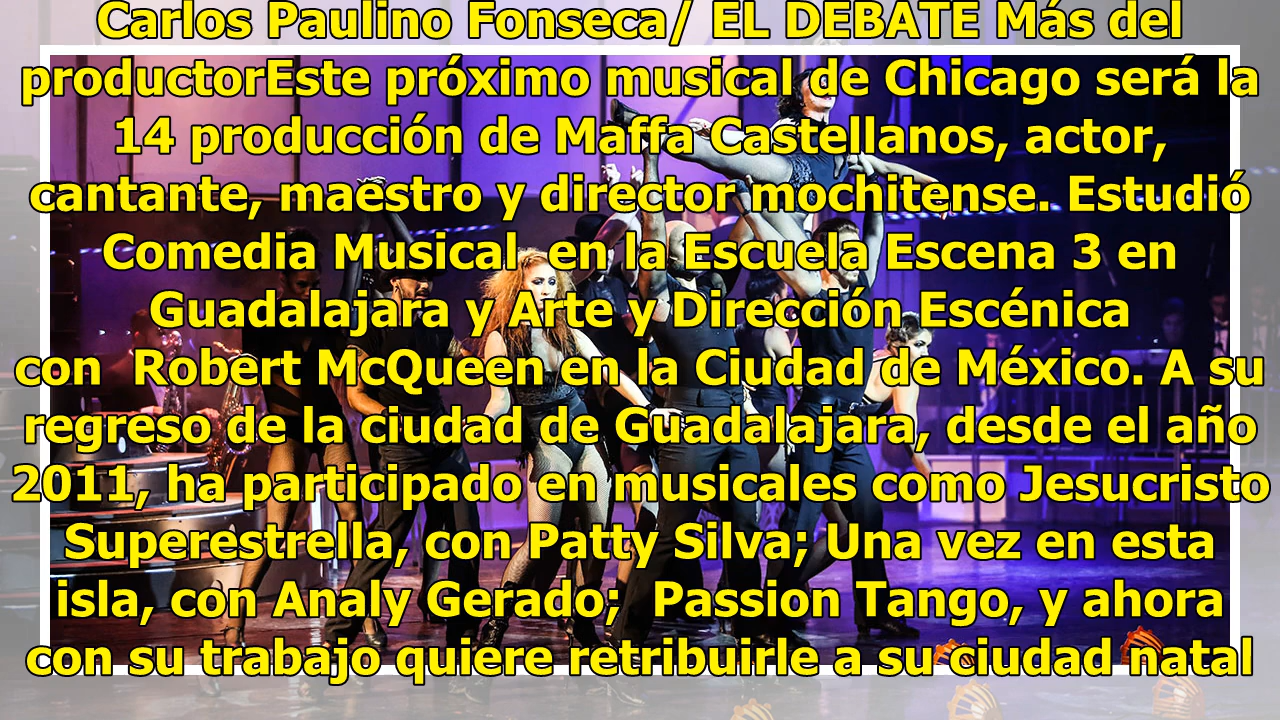 Carlos Paulino Fonseca/ EL DEBATE Más del
productorEste próximo musical de Chicago será la
14 producción de Maffa Castellanos, actor,
cantante, maestro y director mochitense. Estudió
Comedia Musical  en la Escuela Escena 3 en
Guadalajara y Arte y Dirección Escénica
con  Robert McQueen en la Ciudad de México. A su
regreso de la ciudad de Guadalajara, desde el año
2011, ha participado en musicales como Jesucristo
Superestrella, con Patty Silva; Una vez en esta
isla, con Analy Gerado;  Passion Tango, y ahora
con su trabajo quiere retribuirle a su ciudad natal